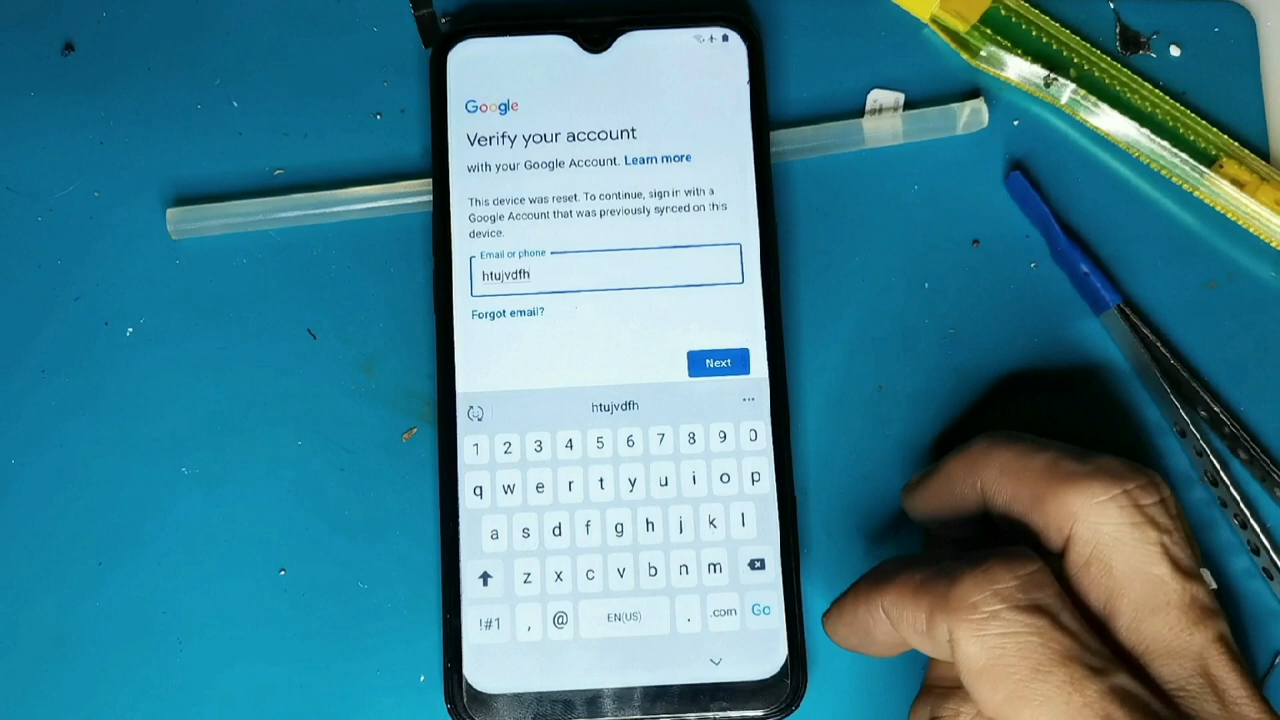 Google
Verify your account
with your Google Account. Learn more
This device was reset. To continue, sign in with a
Google Account that was previously synced on this
device.
Email or phone
htujvdfh
Forgot email?
Next
htujvdfh
1 2 3 4 5 6 7 8 9 0
q w e r t y u i o p
a s d f g h j k l
z x c v b n m
!#1 , @ EN(US) . .com Go